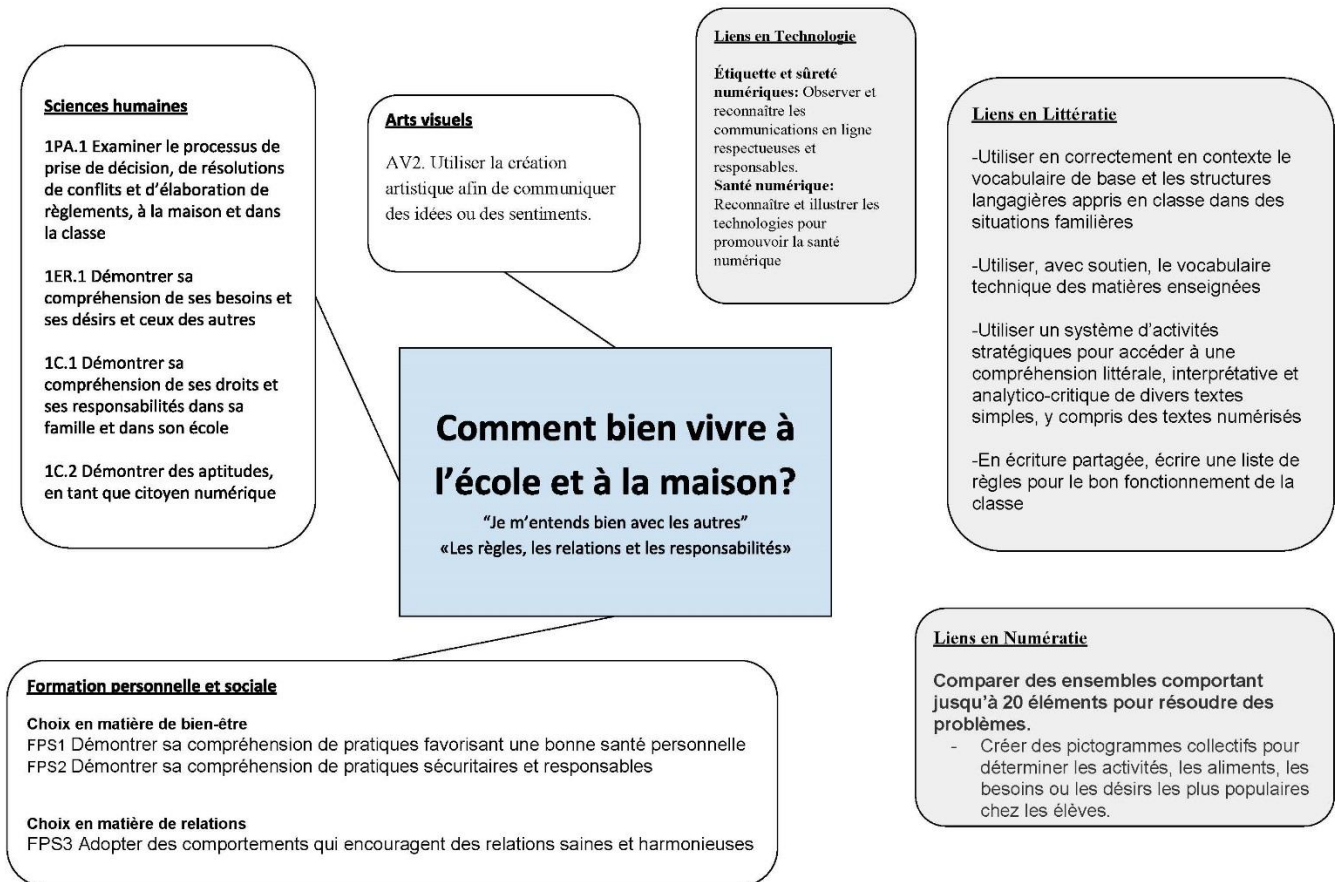 Sciences humaines
1PA.1 Examiner le processus de
prise de décision, de résolutions
de conflits et d'élaboration de
règlements, à la maison et dans
la classe
1ER.1 Démontrer sa
compréhension de ses besoins et
ses désirs et ceux des autres
1C.1 Démontrer sa
compréhension de ses droits et
ses responsabilités dans sa
famille et dans son école
1C.2 Démontrer des aptitudes,
en tant que citoyen numérique
Arts visuels
AV2. Utiliser la création
artistique afin de communiquer
des idées ou des sentiments.
Liens en Technologie
Étiquette et sûreté
numériques: Observer et
reconnaître les
communications en ligne
respectueuses et
responsables.
Santé numérique:
Reconnaître et illustrer les
technologies pour
promouvoir la santé
numérique
Liens en Littératie
-Utiliser en correctement en contexte le
vocabulaire de base et les structures
langagières appris en classe dans des
situations familières
-Utiliser, avec soutien, le vocabulaire
technique des matières enseignées
-Utiliser un système d'activités
stratégiques pour accéder à une
compréhension littérale, interprétative et
analytico-critique de divers textes
simples, y compris des textes numérisés
-En écriture partagée, écrire une liste de
règles pour le bon fonctionnement de la
classe
Comment bien vivre à
l'école et à la maison?
"Je m'entends bien avec les autres"
«Les règles, les relations et les responsabilités»
Formation personnelle et sociale
Choix en matière de bien-être
FPS1 Démontrer sa compréhension de pratiques favorisant une bonne santé personnelle
FPS2 Démontrer sa compréhension de pratiques sécuritaires et responsables
Choix en matière de relations
FPS3 Adopter des comportements qui encouragent des relations saines et harmonieuses
Liens en Numératie
Comparer des ensembles comportant
jusqu'à 20 éléments pour résoudre des
problèmes.
- Créer des pictogrammes collectifs pour
déterminer les activités, les aliments, les
besoins ou les désirs les plus populaires
chez les élèves.